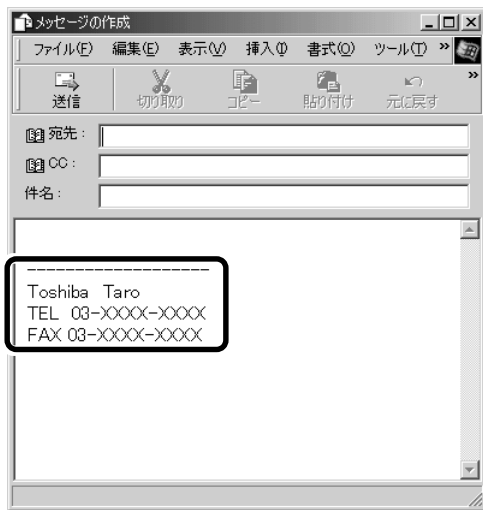 メッセージの作成
ファイル(F) 編集(E) 表示(V) 挿入(I) 書式(O) ツール(T) »
送信 切り取り コピー 貼り付け 元に戻す »
宛先:
CC:
件名:
-------------------
Toshiba Taro
TEL 03-XXXX-XXXX
FAX 03-XXXX-XXXX